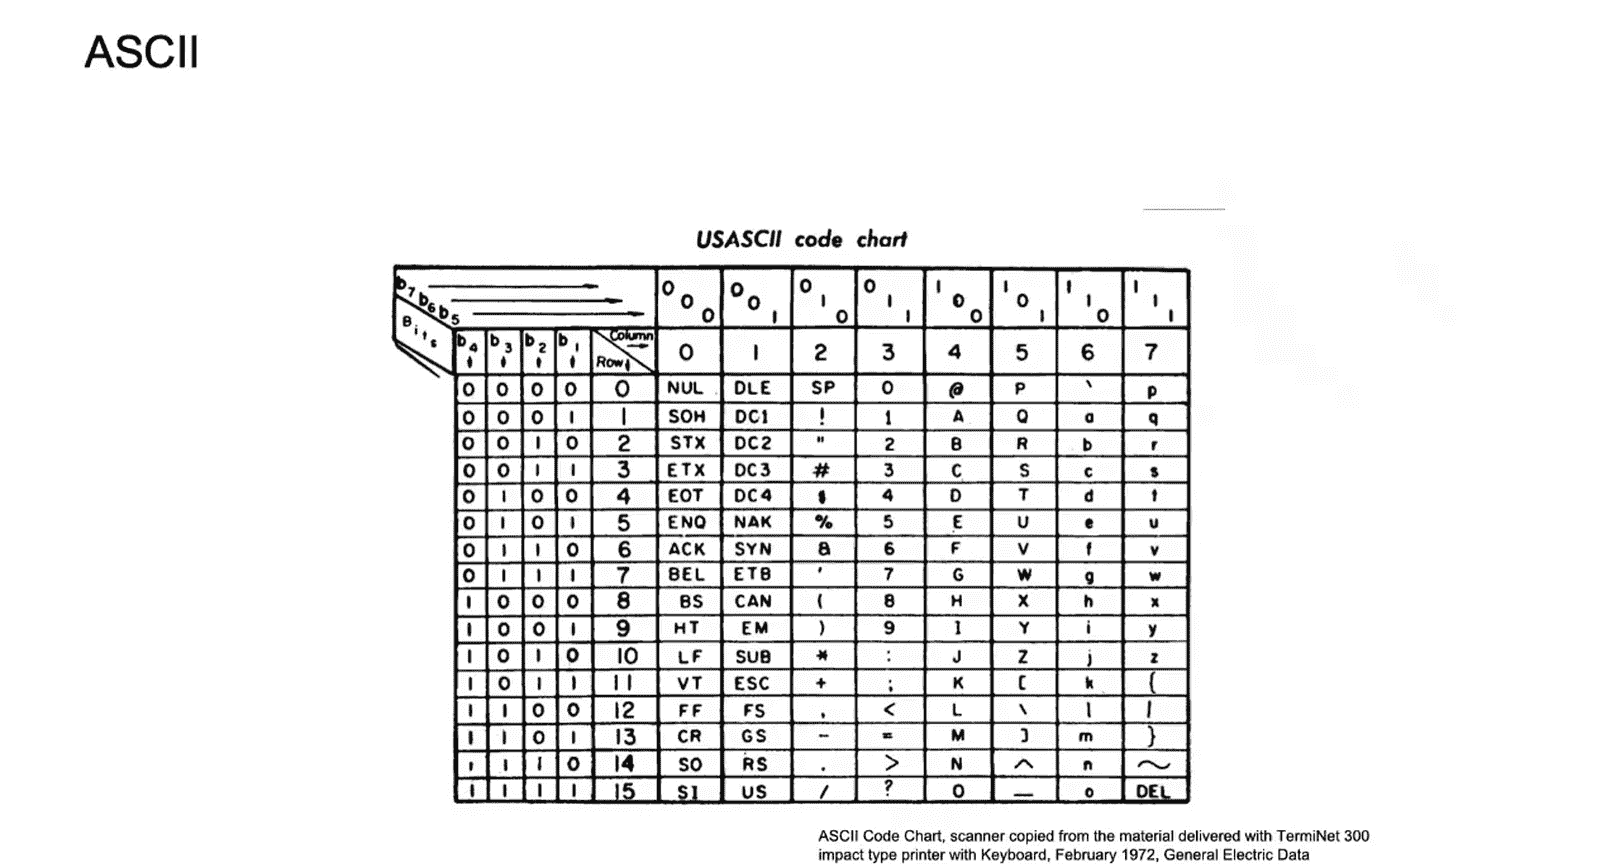 ASCII
USASCII code chart
b7 b6 b5 0 0 0 0 0 1 0 1 0 0 1 1 1 0 0 1 0 1 1 1 0 1 1 1
Bits b4 b3 b2 b1 Column Row 0 1 2 3 4 5 6 7
0 0 0 0 0 NUL DLE SP 0 @ P ` p
0 0 0 1 1 SOH DC1 ! 1 A Q a q
0 0 1 0 2 STX DC2 " 2 B R b r
0 0 1 1 3 ETX DC3 # 3 C S c s
0 1 0 0 4 EOT DC4 $ 4 D T d t
0 1 0 1 5 ENQ NAK % 5 E U e u
0 1 1 0 6 ACK SYN & 6 F V f v
0 1 1 1 7 BEL ETB ' 7 G W g w
1 0 0 0 8 BS CAN ( 8 H X h x
1 0 0 1 9 HT EM ) 9 I Y i y
1 0 1 0 10 LF SUB * : J Z j z
1 0 1 1 11 VT ESC + ; K [ k {
1 1 0 0 12 FF FS , < L \ l |
1 1 0 1 13 CR GS - = M ] m }
1 1 1 0 14 SO RS . > N ^ n ~
1 1 1 1 15 SI US / ? O _ o DEL
ASCII Code Chart, scanner copied from the material delivered with TermiNet 300
impact type printer with Keyboard, February 1972, General Electric Data